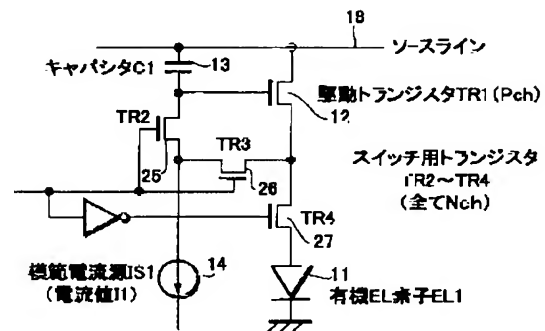 18
ソースライン
キャパシタC1
13
駆動トランジスタTR1(Pch)
12
TR2
TR3
25
26
スイッチ用トランジスタ
TR2~TR4
(全てNch)
TR4
27
模範電流源IS1
(電流値I1)
14
11
有機EL素子EL1